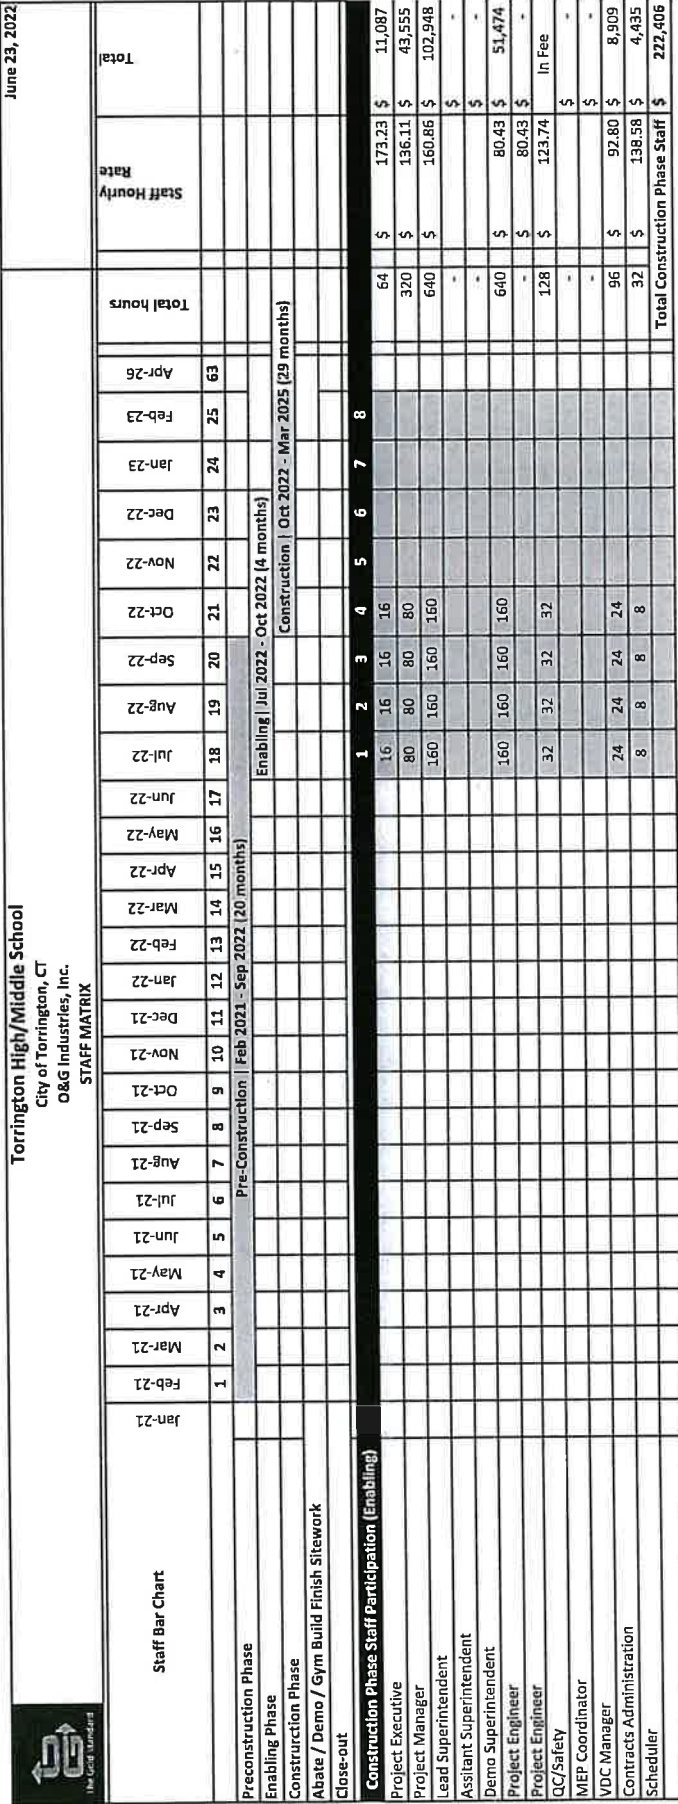 June 23, 2022
Torrington High/Middle School
City of Torrington, CT
O&G Industries, Inc.
STAFF MATRIX
The Gold Standard
Staff Bar Chart Jan-21 Feb-21 Mar-21 Apr-21 May-21 Jun-21 Jul-21 Aug-21 Sep-21 Oct-21 Nov-21 Dec-21 Jan-22 Feb-22 Mar-22 Apr-22 May-22 Jun-22 Jul-22 Aug-22 Sep-22 Oct-22 Nov-22 Dec-22 Jan-23 Feb-23 Apr-26 Total hours Staff Hourly Rate Total
1 2 3 4 5 6 7 8 9 10 11 12 13 14 15 16 17 18 19 20 21 22 23 24 25 63
Preconstruction Phase Pre-Construction | Feb 2021 - Sep 2022 (20 months)
Enabling Phase Enabling | Jul 2022 - Oct 2022 (4 months)
Construrction Phase Construction | Oct 2022 - Mar 2025 (29 months)
Abate / Demo / Gym Build Finish Sitework
Close-out
Construction Phase Staff Participation (Enabling) 1 2 3 4 5 6 7 8
Project Executive 16 16 16 16 64 $ 173.23 $ 11,087
Project Manager 80 80 80 80 320 $ 136.11 $ 43,555
Lead Superintendent 160 160 160 160 640 $ 160.86 $ 102,948
Assitant Superintendent - $ -
Demo Superintendent - $ -
Project Engineer 160 160 160 160 640 $ 80.43 $ 51,474
Project Engineer - $ 80.43 $ -
QC/Safety 32 32 32 32 128 $ 123.74 In Fee
MEP Coordinator - $ -
VDC Manager - $ -
Contracts Administration 24 24 24 24 96 $ 92.80 $ 8,909
Scheduler 8 8 8 8 32 $ 138.58 $ 4,435
Total Construction Phase Staff $ 222,406